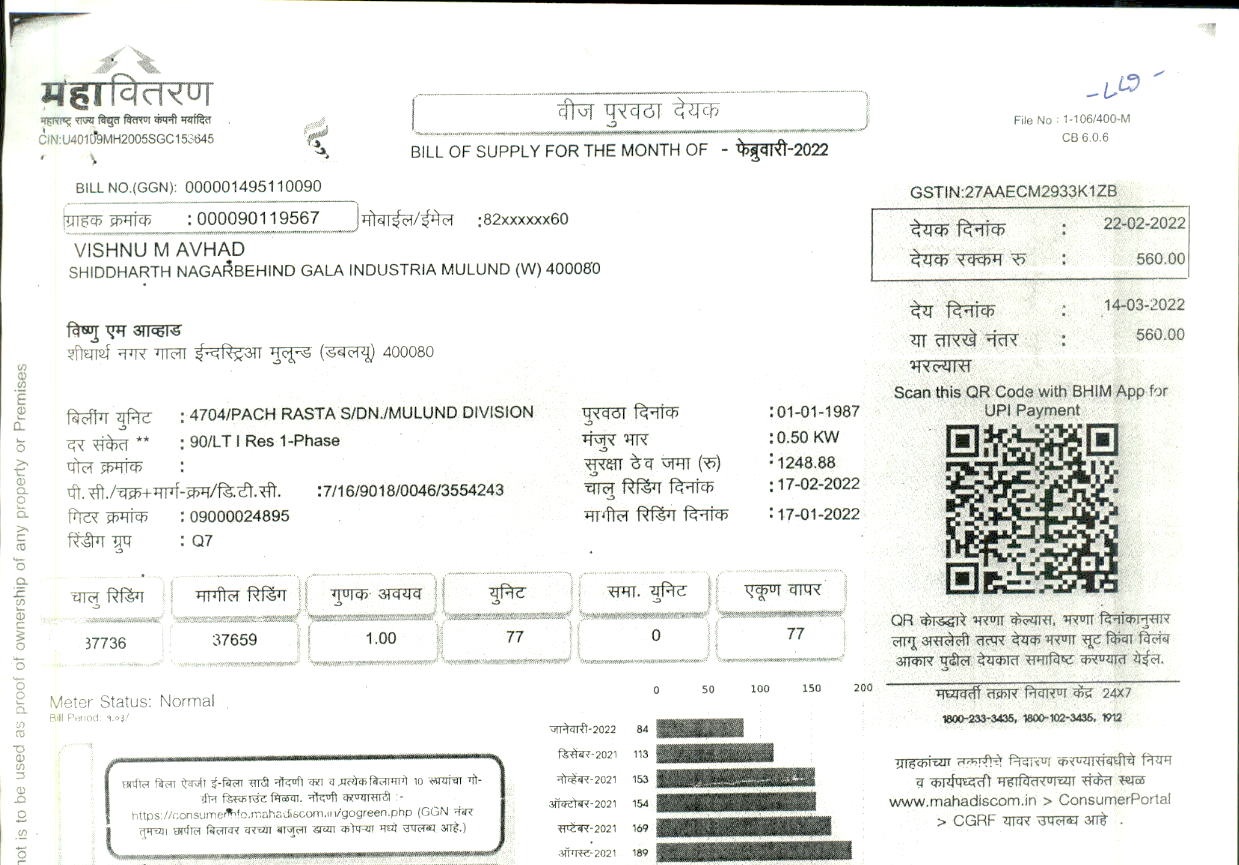 महावितरण
महाराष्ट्र राज्य विद्युत वितरण कंपनी मर्यादित
CIN:U40109MH2005SGC153645
वीज पुरवठा देयक
BILL OF SUPPLY FOR THE MONTH OF - फेब्रुवारी-2022
File No : 1-106/400-M
CB 6.0.6
BILL NO.(GGN): 000001495110090
GSTIN:27AAECM2933K1ZB
ग्राहक क्रमांक : 000090119567 मोबाईल/ईमेल :82xxxxxx60
VISHNU M AVHAD
SHIDDHARTH NAGARBEHIND GALA INDUSTRIA MULUND (W) 400080
देयक दिनांक : 22-02-2022
देयक रक्कम रु : 560.00
देय दिनांक : 14-03-2022
या तारखे नंतर : 560.00
भरल्यास
विष्णु एम आव्हाड
शीधार्थ नगर गाला ईन्दस्ट्रिआ मुलून्ड (डबलयू) 400080
Scan this QR Code with BHIM App for
UPI Payment
बिलींग युनिट : 4704/PACH RASTA S/DN./MULUND DIVISION
दर संकेत ** : 90/LT I Res 1-Phase
पोल क्रमांक :
पी.सी./चक्र+मार्ग-क्रम/डि.टी.सी. :7/16/9018/0046/3554243
मिटर क्रमांक : 09000024895
रिंडीग ग्रुप : Q7
पुरवठा दिनांक :01-01-1987
मंजुर भार :0.50 KW
सुरक्षा ठेव जमा (रु) :1248.88
चालु रिडिंग दिनांक :17-02-2022
मागील रिडिंग दिनांक :17-01-2022
चालु रिडिंग मागील रिडिंग गुणक अवयव युनिट समा. युनिट एकूण वापर
37736 37659 1.00 77 0 77
QR कोडद्वारे भरणा केल्यास, भरणा दिनांकानुसार
लागू असलेली तत्पर देयक भरणा सूट किंवा विलंब
आकार पुढील देयकात समाविष्ट करण्यात येईल.
मध्यवर्ती तक्रार निवारण केंद्र 24X7
1800-233-3435, 1800-102-3435, 1912
ग्राहकांच्या तक्रारींचे निवारण करण्यासंबधीचे नियम
व कार्यपध्दती महावितरणच्या संकेत स्थळ
www.mahadiscom.in > ConsumerPortal
> CGRF यावर उपलब्ध आहे .
Meter Status: Normal
Bill Period: १.०३/
0 50 100 150 200
जानेवारी-2022 84
डिसेंबर-2021 113
नोव्हेंबर-2021 153
ऑक्टोबर-2021 154
सप्टेंबर-2021 169
ऑगस्ट-2021 189
छापील बिला ऐवजी ई-बिला साठी नोंदणी करा व प्रत्येकबिलामागे 10 रूपयांचा गो-
ग्रीन डिस्काउंट मिळवा. नोंदणी करण्यासाठी :-
https://consumerinfo.mahadiscom.in/gogreen.php (GGN नंबर
तुमच्या छापील बिलावर वरच्या बाजुला डाव्या कोपऱ्या मध्ये उपलब्ध आहे.)
not is to be used as proof of ownership of any property or Premises